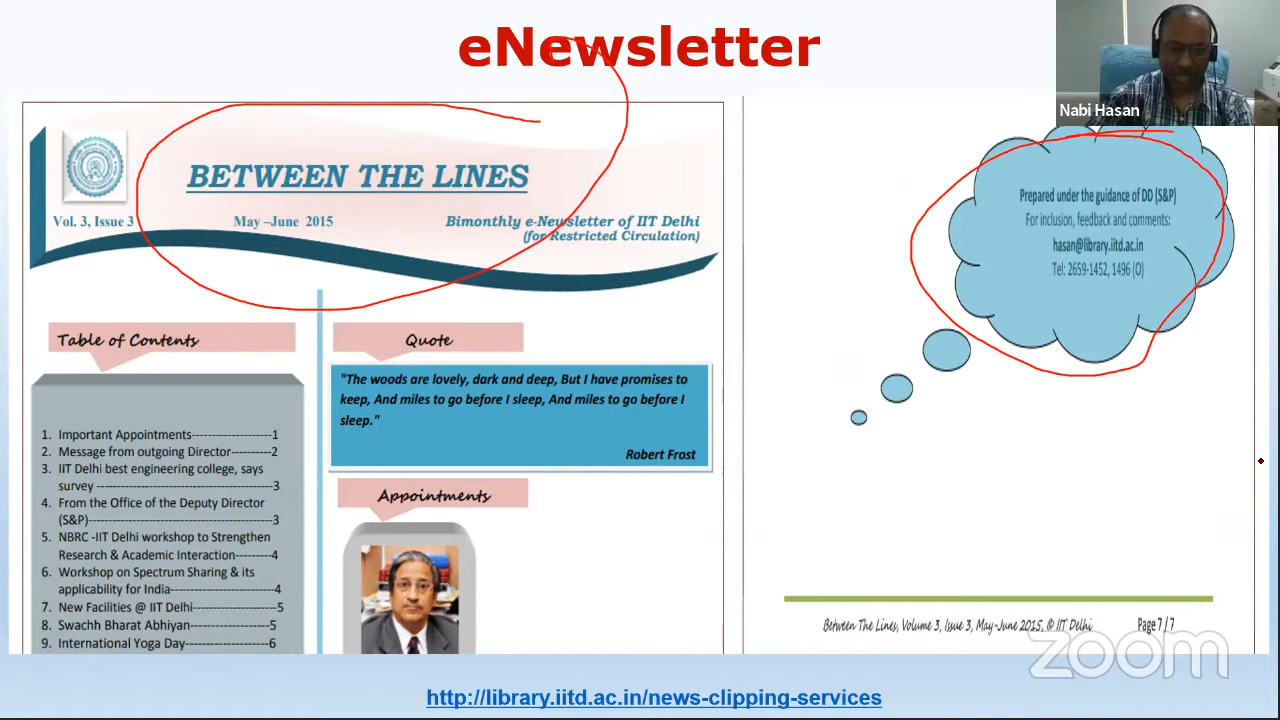 eNewsletter
Nabi Hasan
BETWEEN THE LINES
Vol. 3, Issue 3
May –June 2015
Bimonthly e-Newsletter of IIT Delhi
(for Restricted Circulation)
Table of Contents
1. Important Appointments--------------------1
2. Message from outgoing Director----------2
3. IIT Delhi best engineering college, says
survey --------------------------------------------3
4. From the Office of the Deputy Director
(S&P)----------------------------------------------3
5. NBRC -IIT Delhi workshop to Strengthen
Research & Academic Interaction---------4
6. Workshop on Spectrum Sharing & its
applicability for India--------------------------4
7. New Facilities @ IIT Delhi---------------------5
8. Swachh Bharat Abhiyan---------------------5
9. International Yoga Day----------------------6
Quote
"The woods are lovely, dark and deep, But I have promises to
keep, And miles to go before I sleep, And miles to go before I
sleep."
Robert Frost
Appointments
Prepared under the guidance of DD (S&P)
For inclusion, feedback and comments:
hasan@library.iitd.ac.in
Tel: 2659-1452, 1496 (O)
Between The Lines, Volume 3, Issue 3, May-June 2015, @ IIT Delhi
Page 7 / 7
zoom
http://library.iitd.ac.in/news-clipping-services